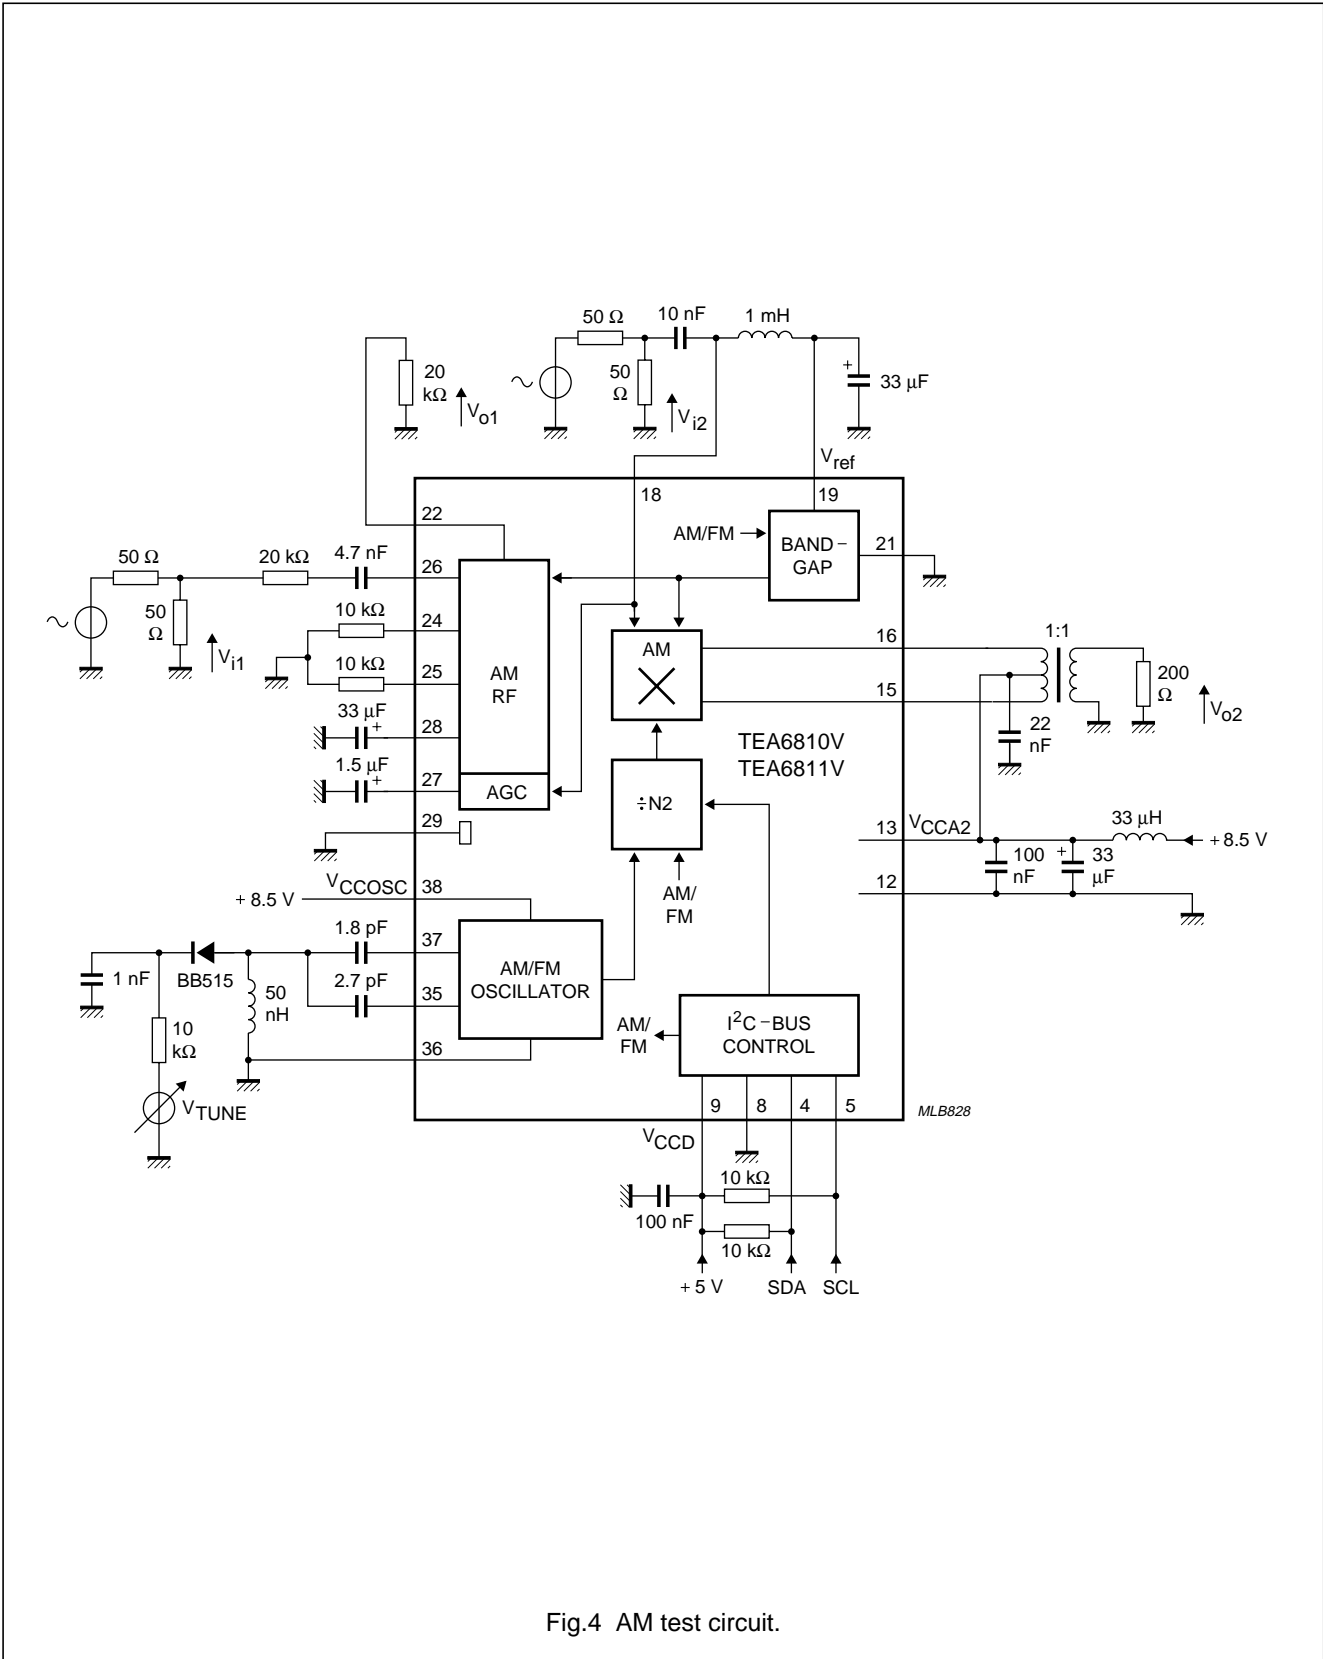 50 Ω
10 nF
1 mH
20
kΩ
Vo1
50
Ω
Vi2
+
33 μF
Vref
18
19
22
AM/FM
BAND–
GAP
21
50 Ω
20 kΩ
4.7 nF
26
50
Ω
Vi1
10 kΩ
24
10 kΩ
25
AM
RF
AM
16
15
1:1
200
Ω
Vo2
22
nF
33 μF
+
28
1.5 μF
+
27
AGC
29
TEA6810V
TEA6811V
÷N2
AM/
FM
13
VCCA2
33 μH
+ 8.5 V
100
nF
+
33
μF
12
VCCOSC
+ 8.5 V
38
1.8 pF
37
2.7 pF
35
36
1 nF
BB515
50
nH
10
kΩ
VTUNE
AM/FM
OSCILLATOR
AM/
FM
I2C–BUS
CONTROL
9
8
4
5
MLB828
VCCD
10 kΩ
100 nF
10 kΩ
+ 5 V
SDA
SCL
Fig.4 AM test circuit.